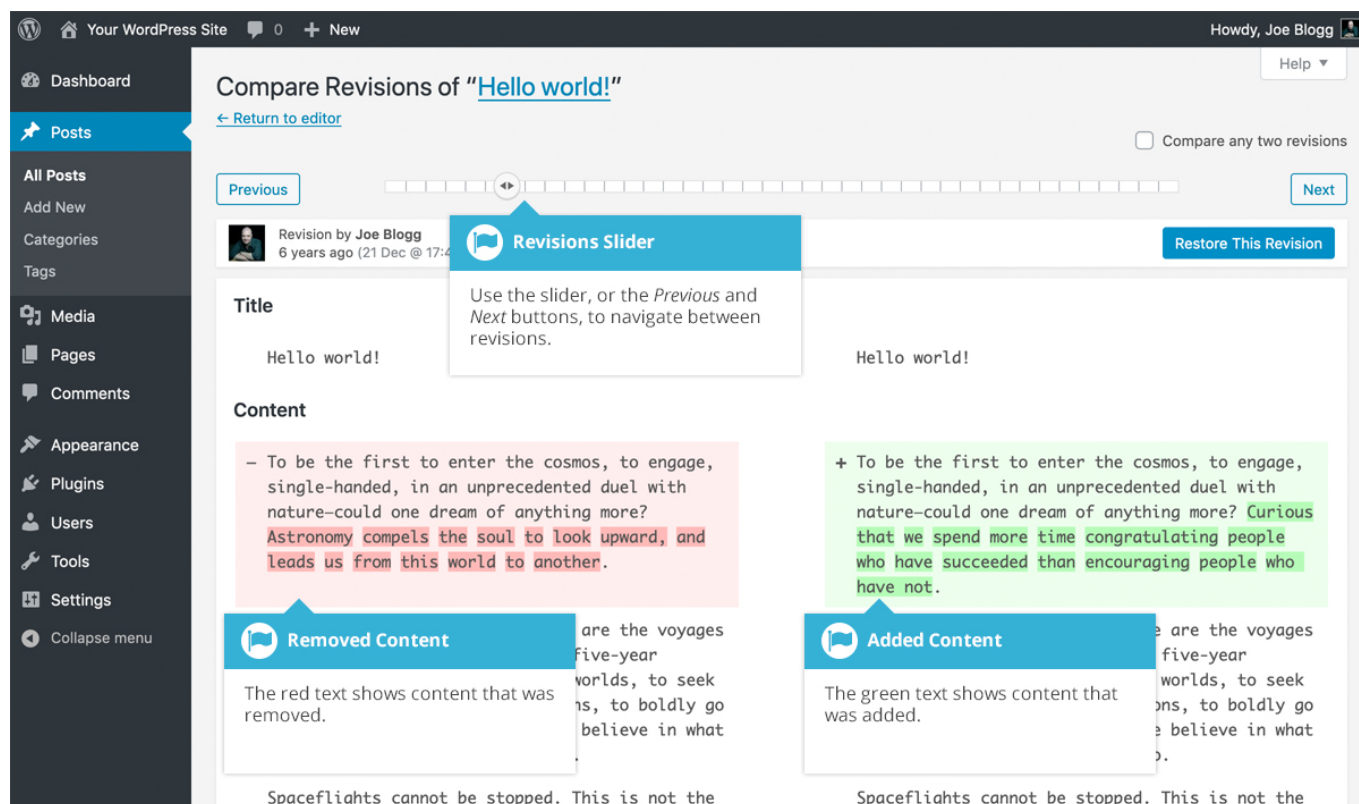 Your WordPress Site 0 + New
Howdy, Joe Blogg
Help ▼
Dashboard
Posts
All Posts
Add New
Categories
Tags
Media
Pages
Comments
Appearance
Plugins
Users
Tools
Settings
Collapse menu
Compare Revisions of “Hello world!”
← Return to editor
Compare any two revisions
Previous
Next
Revision by Joe Blogg
6 years ago (21 Dec @ 17:4
Restore This Revision
Revisions Slider
Use the slider, or the Previous and
Next buttons, to navigate between
revisions.
Title
Hello world!
Hello world!
Content
– To be the first to enter the cosmos, to engage,
single-handed, in an unprecedented duel with
nature—could one dream of anything more?
Astronomy compels the soul to look upward, and
leads us from this world to another.
+ To be the first to enter the cosmos, to engage,
single-handed, in an unprecedented duel with
nature—could one dream of anything more? Curious
that we spend more time congratulating people
who have succeeded than encouraging people who
have not.
Removed Content
The red text shows content that was
removed.
are the voyages
five-year
worlds, to seek
to boldly go
believe in what
Added Content
The green text shows content that
was added.
are the voyages
five-year
worlds, to seek
to boldly go
believe in what
Spaceflights cannot be stopped. This is not the
Spaceflights cannot be stopped. This is not the